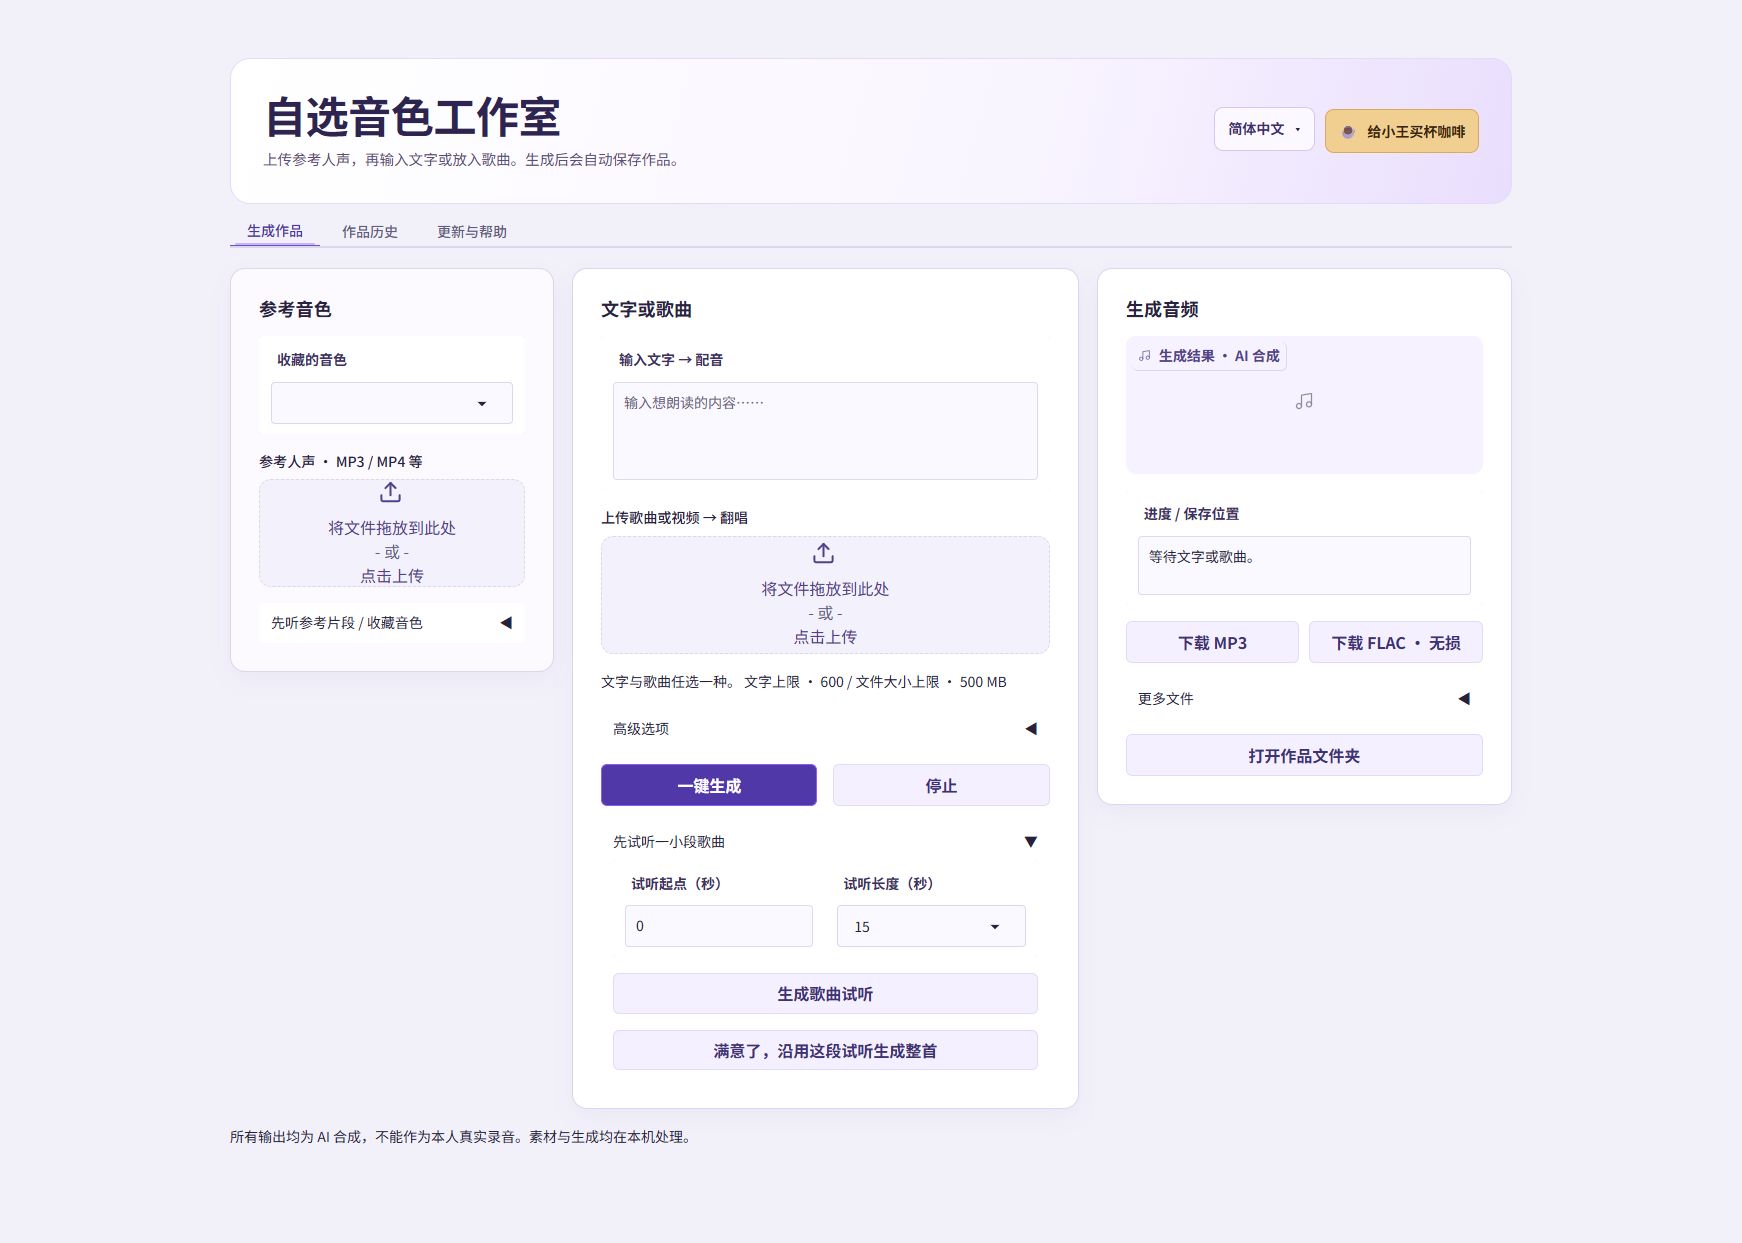 自选音色工作室
上传参考人声，再输入文字或放入歌曲。生成后会自动保存作品。
简体中文
给小王买杯咖啡
生成作品
作品历史
更新与帮助
参考音色
收藏的音色
参考人声 · MP3 / MP4 等
将文件拖放到此处
- 或 -
点击上传
先听参考片段 / 收藏音色
文字或歌曲
输入文字 → 配音
输入想朗读的内容……
上传歌曲或视频 → 翻唱
将文件拖放到此处
- 或 -
点击上传
文字与歌曲任选一种。 文字上限 · 600 / 文件大小上限 · 500 MB
高级选项
一键生成
停止
先试听一小段歌曲
试听起点（秒）
试听长度（秒）
0
15
生成歌曲试听
满意了，沿用这段试听生成整首
生成音频
生成结果 · AI 合成
进度 / 保存位置
等待文字或歌曲。
下载 MP3
下载 FLAC · 无损
更多文件
打开作品文件夹
所有输出均为 AI 合成，不能作为本人真实录音。素材与生成均在本机处理。